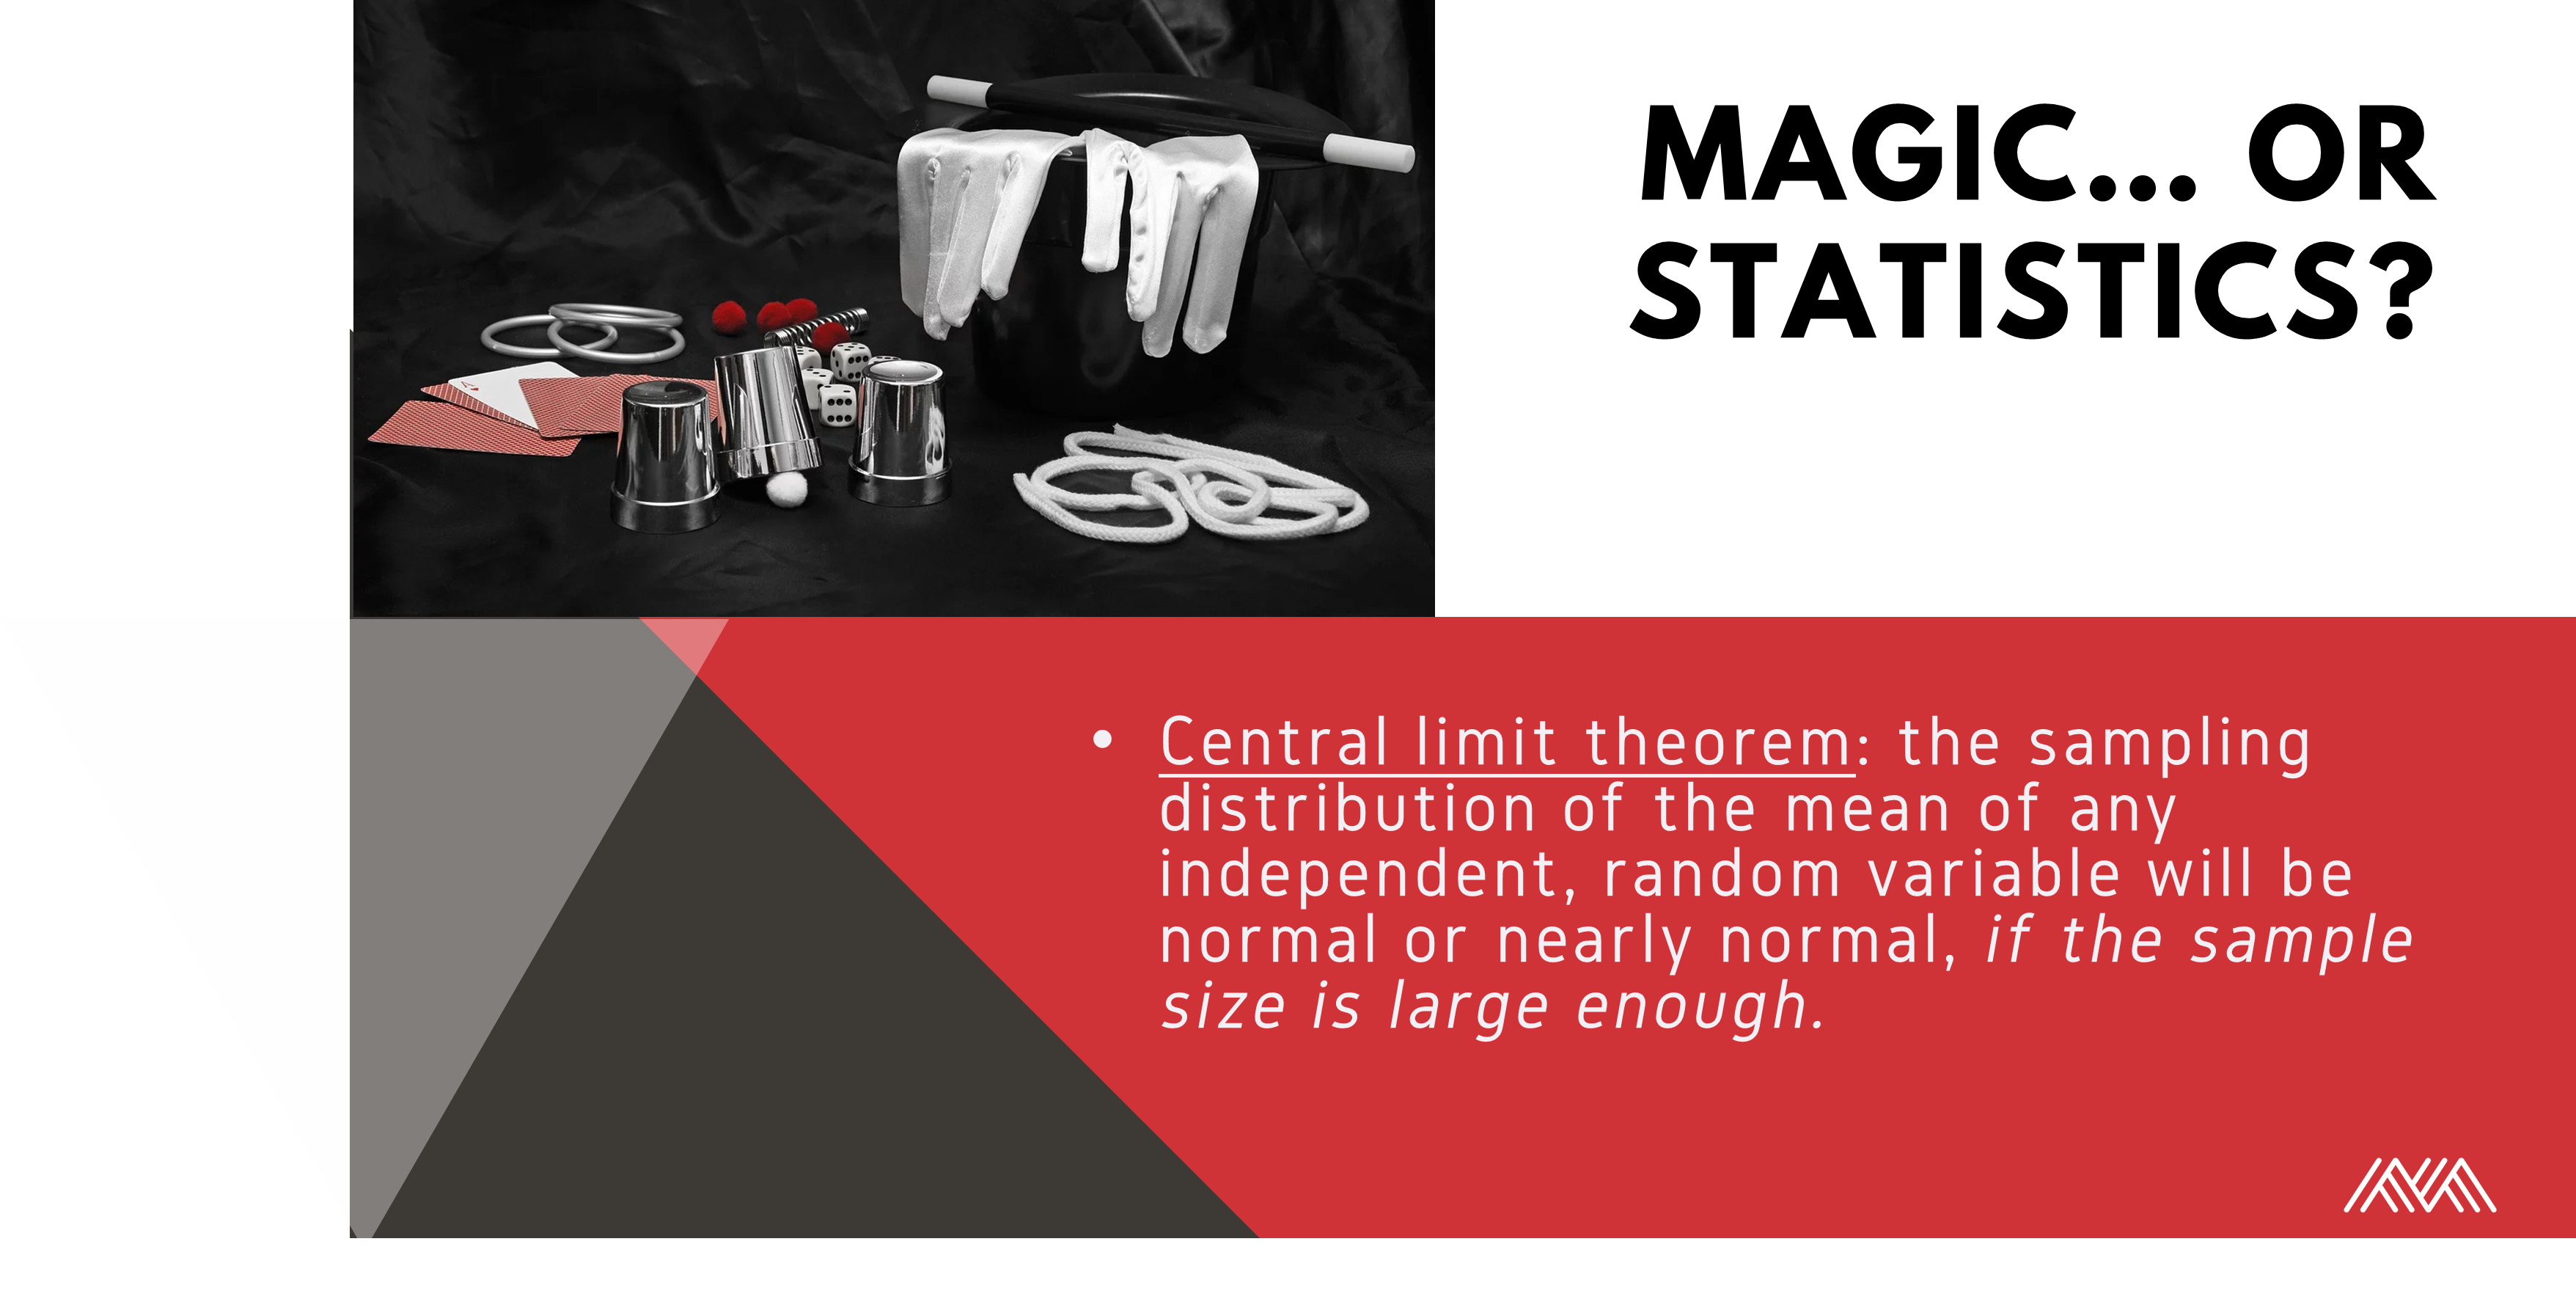 MAGIC... OR
STATISTICS?
• Central limit theorem: the sampling
distribution of the mean of any
independent, random variable will be
normal or nearly normal, if the sample
size is large enough.